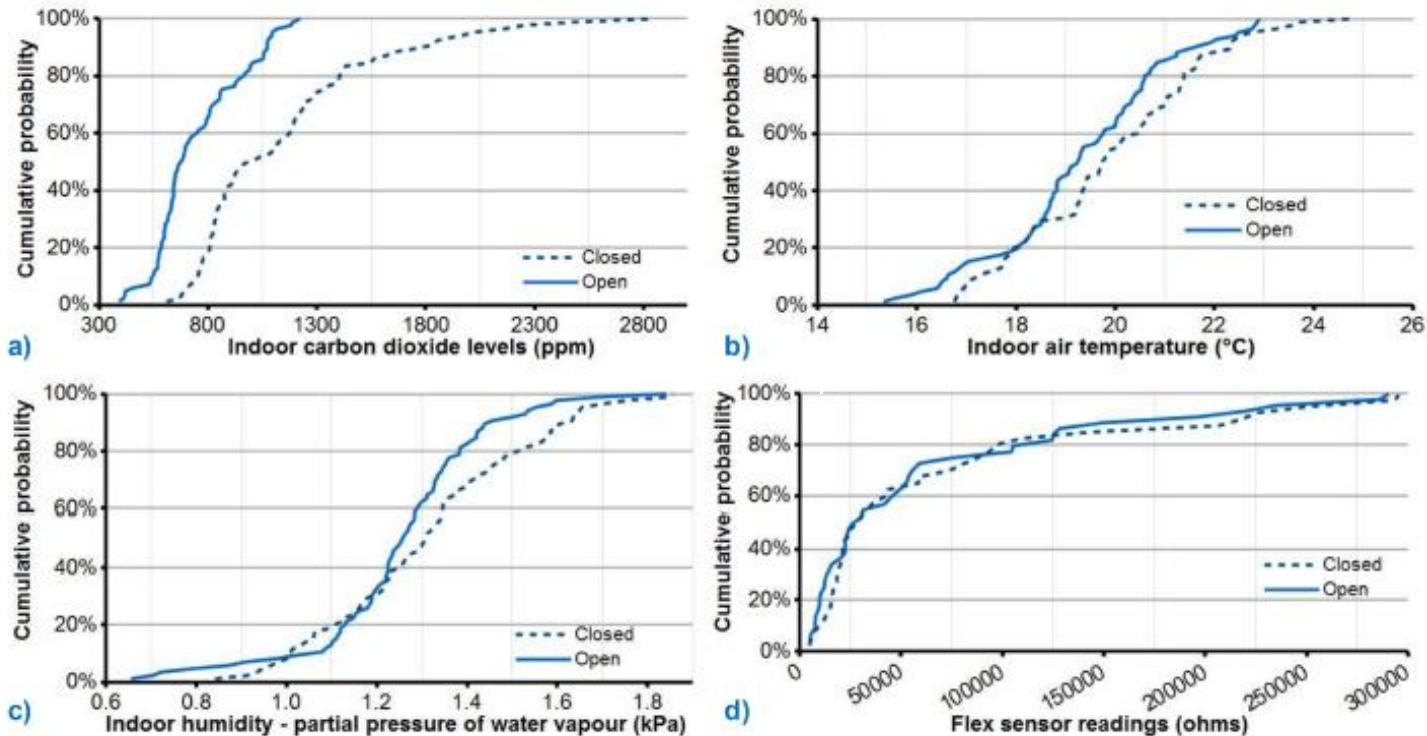 100%
80%
60%
40%
20%
0%
Cumulative probability
300 800 1300 1800 2300 2800
Closed
Open
a) Indoor carbon dioxide levels (ppm)
100%
80%
60%
40%
20%
0%
Cumulative probability
14 16 18 20 22 24 26
Closed
Open
b) Indoor air temperature (°C)
100%
80%
60%
40%
20%
0%
Cumulative probability
0.6 0.8 1.0 1.2 1.4 1.6 1.8
Closed
Open
c) Indoor humidity - partial pressure of water vapour (kPa)
100%
80%
60%
40%
20%
0%
Cumulative probability
0 50000 100000 150000 200000 250000 300000
Closed
Open
d) Flex sensor readings (ohms)